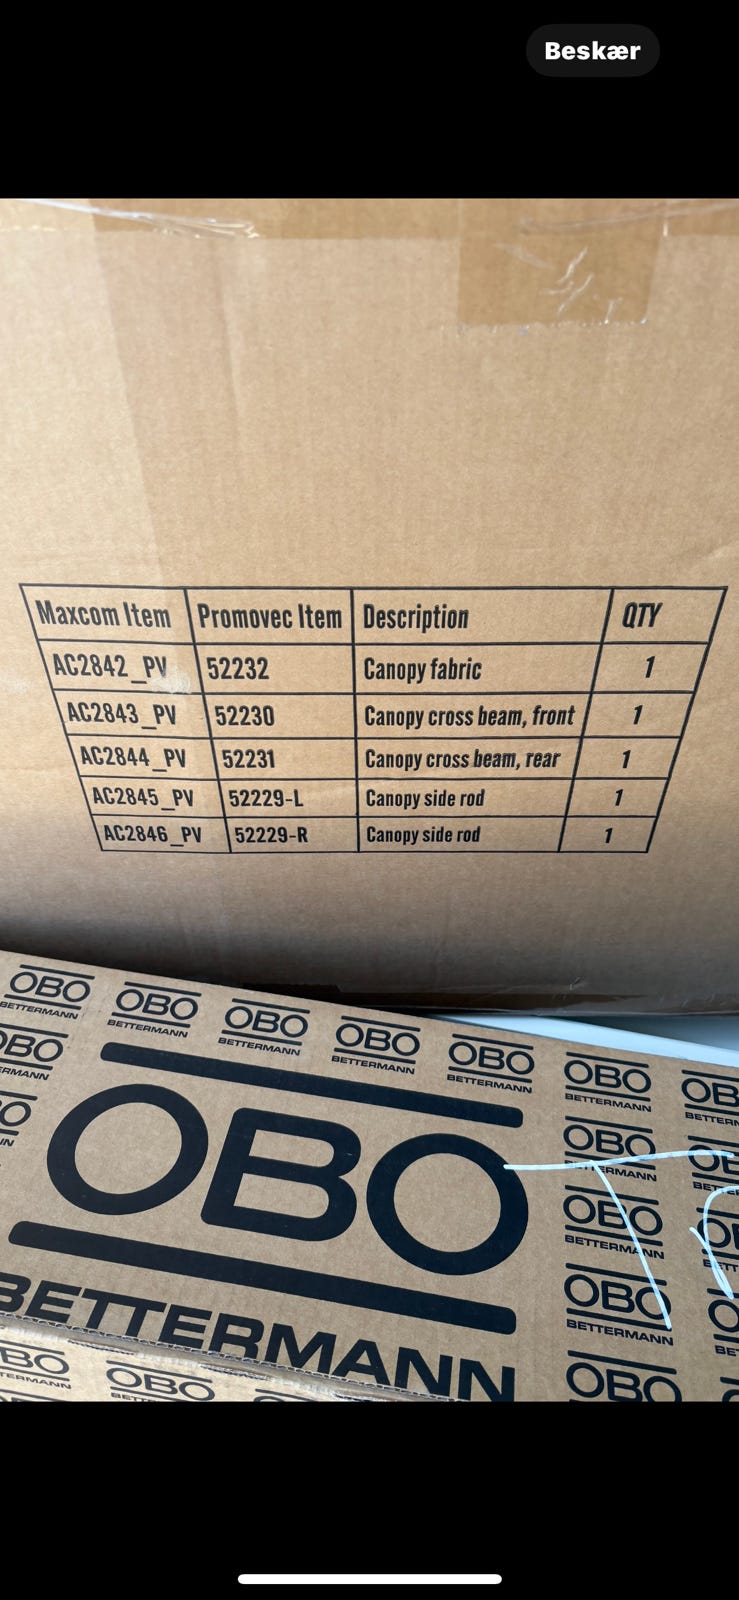 Beskær
Maxcom Item Promovec Item Description QTY
AC2842_PV 52232 Canopy fabric 1
AC2843_PV 52230 Canopy cross beam, front 1
AC2844_PV 52231 Canopy cross beam, rear 1
AC2845_PV 52229-L Canopy side rod 1
AC2846_PV 52229-R Canopy side rod 1
OBO OBO OBO OBO OBO OBO OBO
BETTERMANN BETTERMANN BETTERMANN BETTERMANN BETTERMANN BETTERMANN BETTERMANN
OBO
BETTERMANN
OBO
BETTERMANN
OBO
BETTERMANN
OBO
BETTERMANN
OBO
OBO OBO